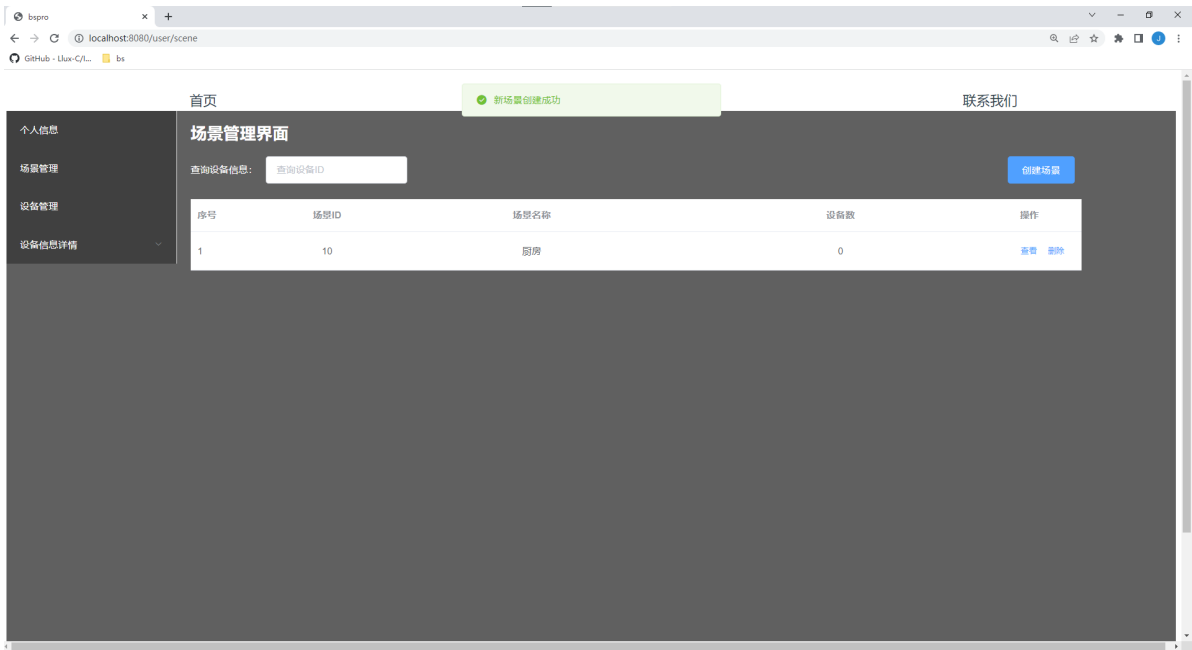 bspro
localhost:8080/user/scene
GitHub - Llux-C/I... bs
首页 新场景创建成功 联系我们
个人信息
场景管理
设备管理
设备信息详情
场景管理界面
查询设备信息： 查询设备ID 创建场景
序号 场景ID 场景名称 设备数 操作
1 10 厨房 0 查看 删除